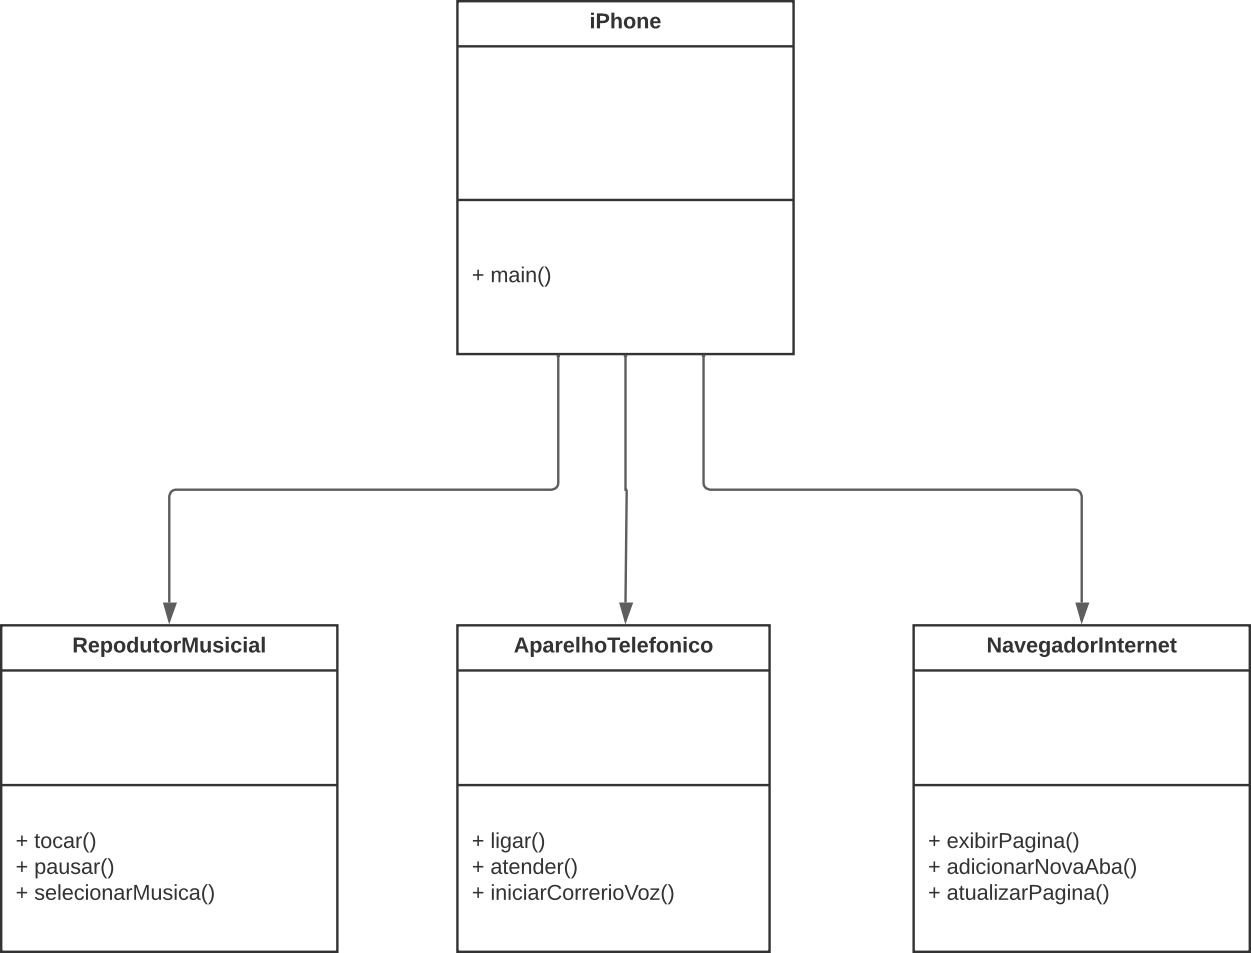 iPhone
+ main()
RepodutorMusicial
+ tocar()
+ pausar()
+ selecionarMusica()
AparelhoTelefonico
+ ligar()
+ atender()
+ iniciarCorrerioVoz()
NavegadorInternet
+ exibirPagina()
+ adicionarNovaAba()
+ atualizarPagina()